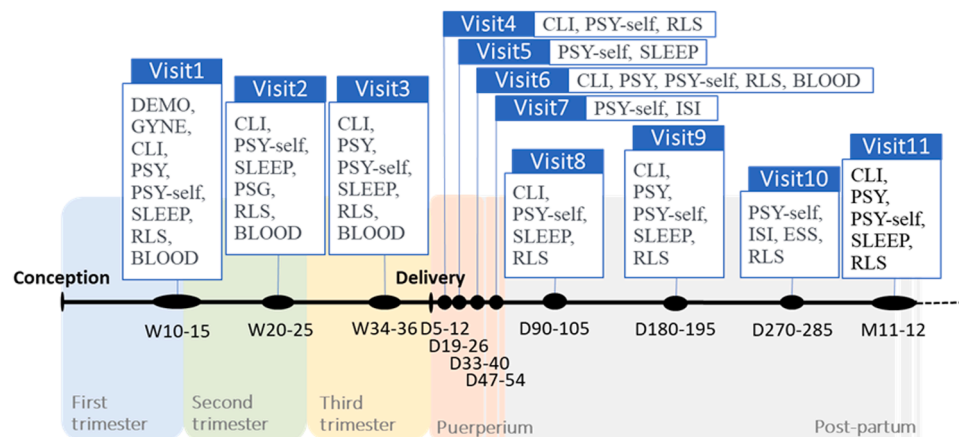 Visit4
CLI, PSY-self, RLS
Visit5
PSY-self, SLEEP
Visit6
CLI, PSY, PSY-self, RLS, BLOOD
Visit7
PSY-self, ISI
Visit1
DEMO,
GYNE,
CLI,
PSY,
PSY-self,
SLEEP,
RLS,
BLOOD
Visit2
CLI,
PSY-self,
SLEEP,
PSG,
RLS,
BLOOD
Visit3
CLI,
PSY,
PSY-self,
SLEEP,
RLS,
BLOOD
Visit8
CLI,
PSY-self,
SLEEP,
RLS
Visit9
CLI,
PSY,
PSY-self,
SLEEP,
RLS
Visit10
PSY-self,
ISI, ESS,
RLS
Visit11
CLI,
PSY,
PSY-self,
SLEEP,
RLS
Conception
Delivery
W10-15
W20-25
W34-36
D5-12
D19-26
D33-40
D47-54
D90-105
D180-195
D270-285
M11-12
First
trimester
Second
trimester
Third
trimester
Puerperium
Post-partum